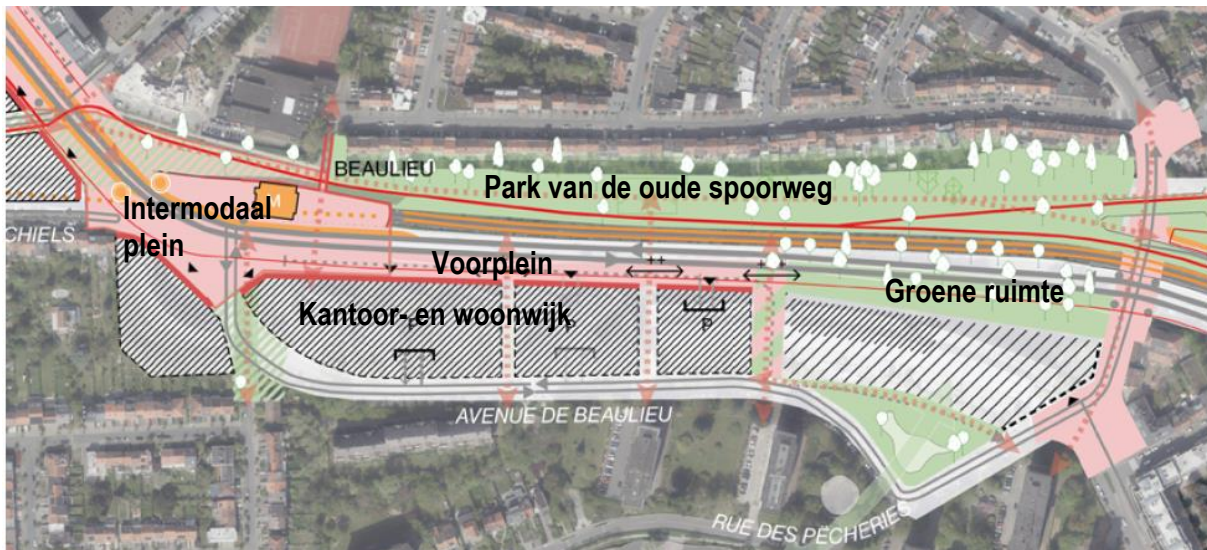 BEAULIEU
Park van de oude spoorweg
M
Intermodaal
plein
CHIELS
Voorplein
++
Groene ruimte
Kantoor- en woonwijk
P
P
P
AVENUE DE BEAULIEU
RUE DES PÊCHERIES